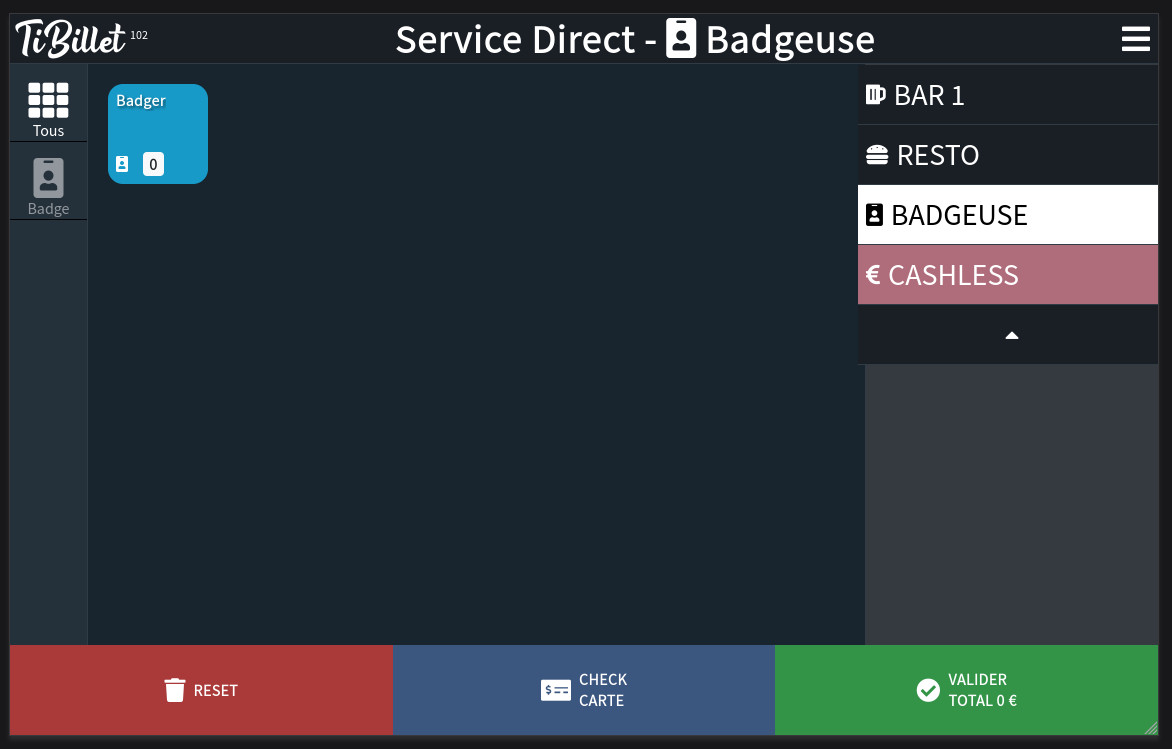 TiBillet 102
Service Direct - Badgeuse
Tous
Badge
Badger
0
BAR 1
RESTO
BADGEUSE
€ CASHLESS
RESET
CHECK
CARTE
VALIDER
TOTAL 0 €